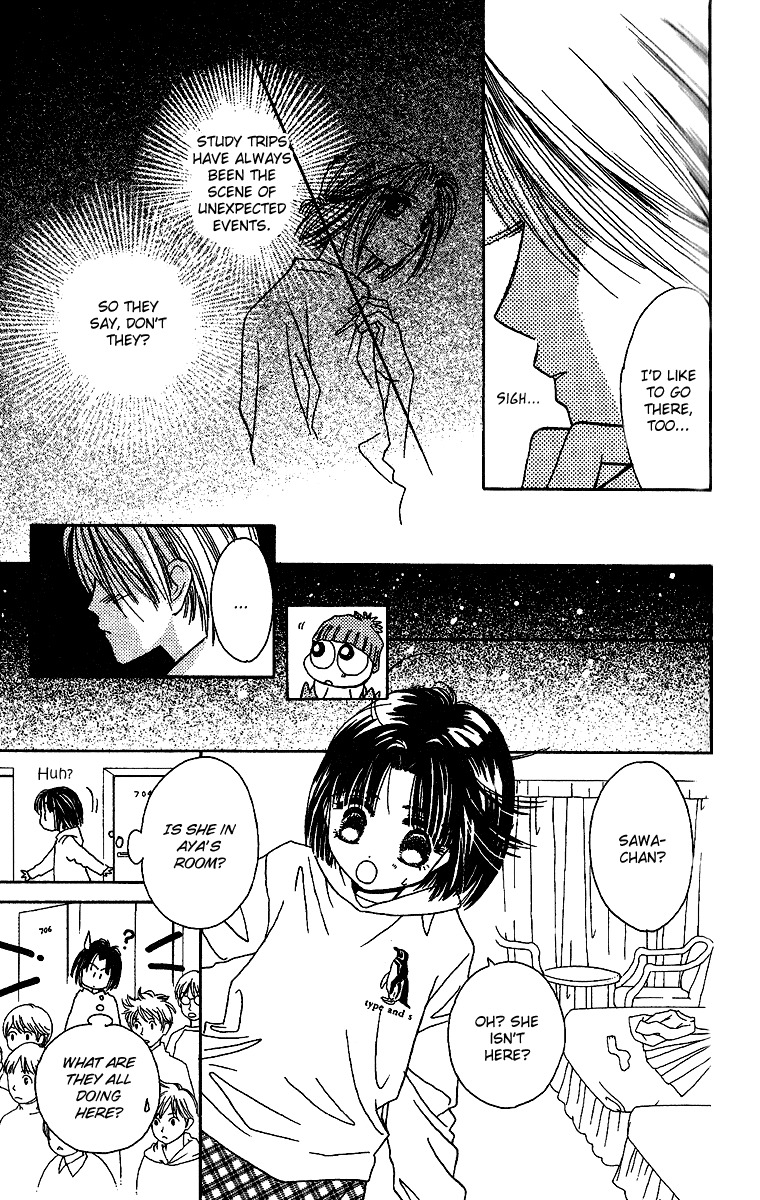 I'D LIKE
TO GO
THERE,
TOO...
SIGH...
STUDY TRIPS
HAVE ALWAYS
BEEN THE
SCENE OF
UNEXPECTED
EVENTS.
SO THEY
SAY, DON'T
THEY?
...
SAWA-
CHAN?
OH? SHE
ISN'T
HERE?
type and s
IS SHE IN
AYA'S
ROOM?
Huh?
704
706
?
WHAT ARE
THEY ALL
DOING
HERE?